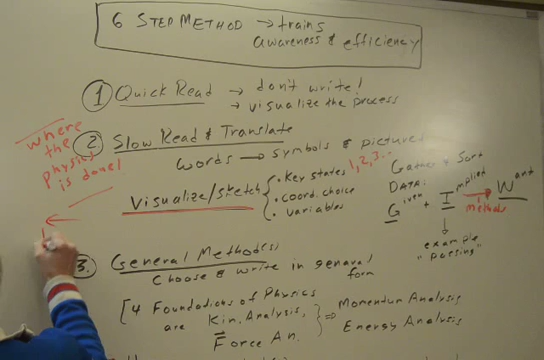 6 STEP METHOD → trains
awareness & efficiency
1 Quick Read → don't write!
→ visualize the process
where
the
physics
is done!
2 Slow Read & Translate
words → symbols & pictures
Visualize/Sketch
• Key states 1, 2, 3...
• coord. choice
• variables
Gather & Sort
DATA:
Given + Implied → Want
method
example
"passing"
3. General Method(s)
Choose & write in general
form
[4 Foundations of Physics
are Kin. Analysis,
Force An.
⇒ Momentum Analysis
Energy Analysis